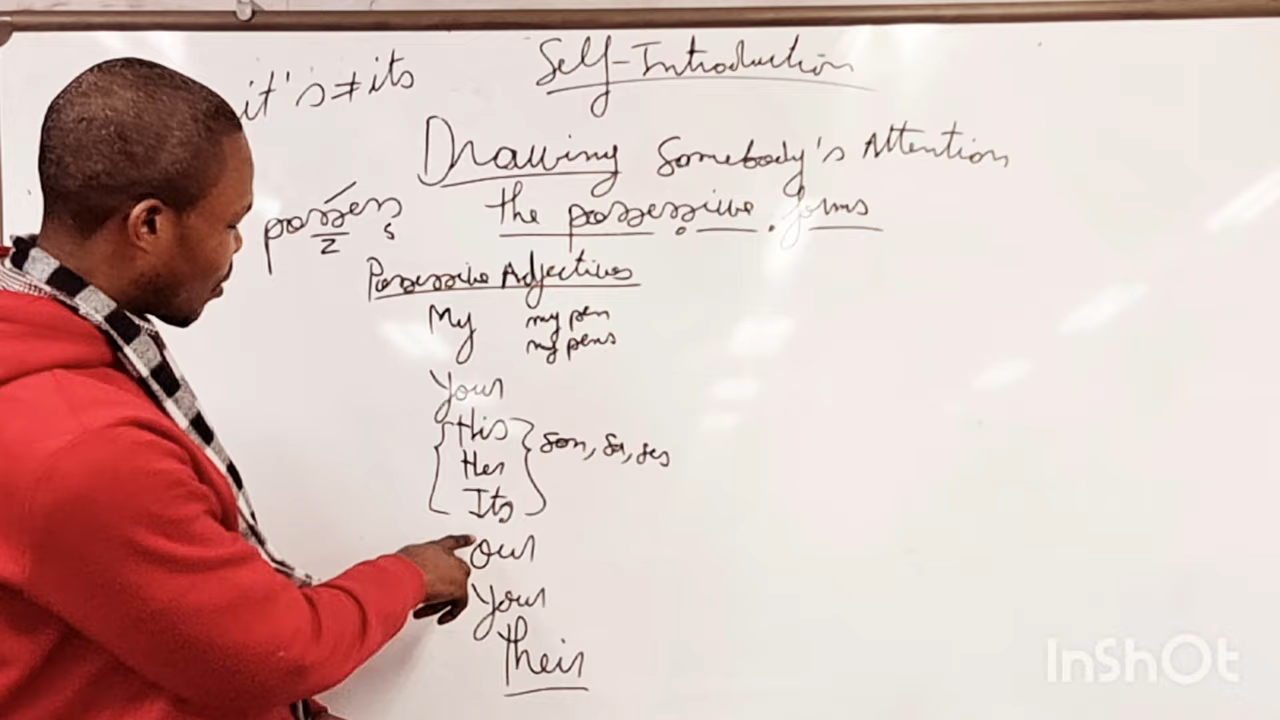 it's ≠ its
Self-Introduction
Drawing Somebody's Attention
possess
z s
the possessive forms
Possessive Adjectives
My my pen
my pens
Your
His son, sa, ses
Her
Its
our
Your
their
InShOt